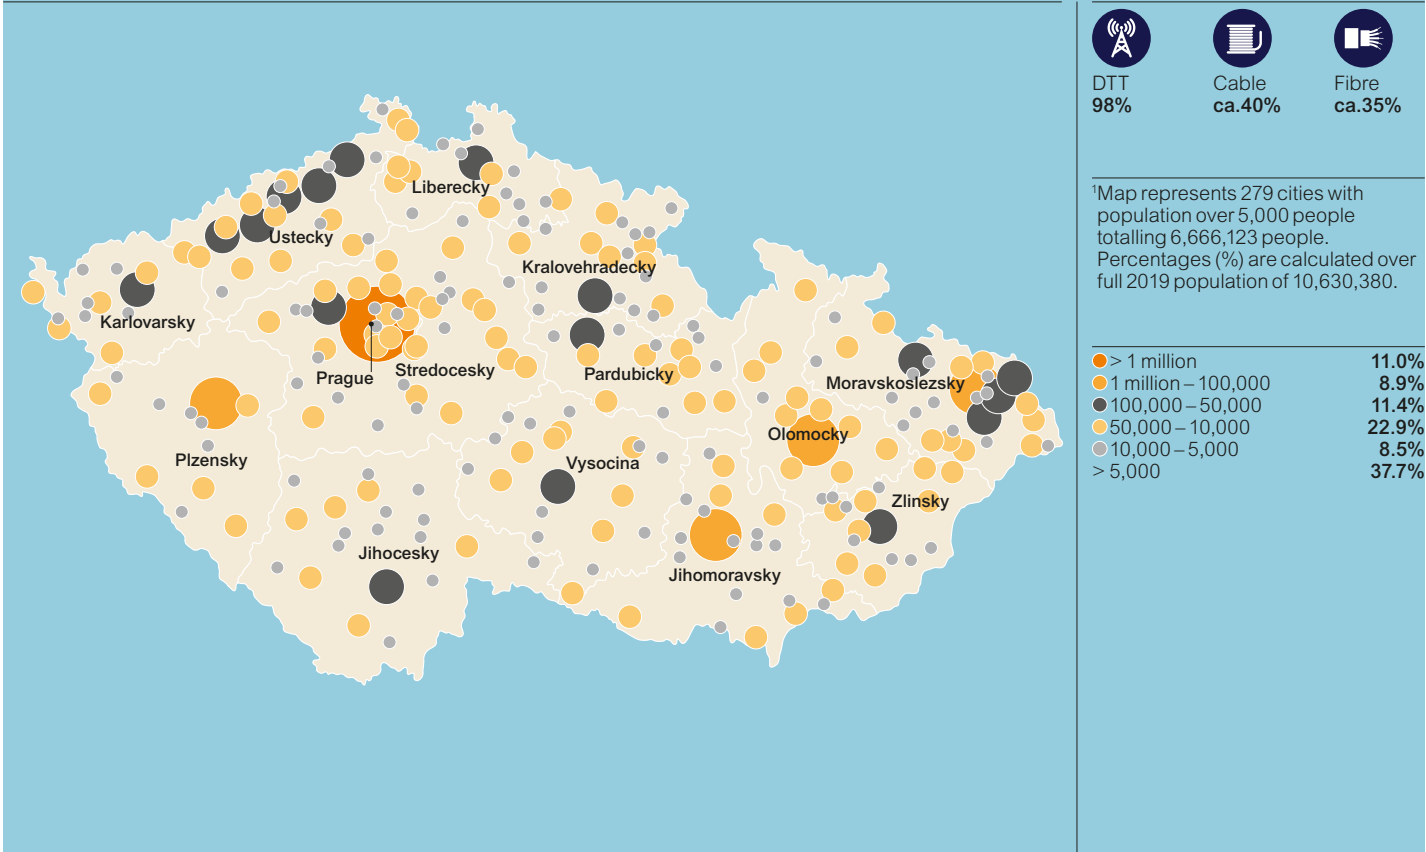 DTT
98%
Cable
ca.40%
Fibre
ca.35%
¹Map represents 279 cities with
population over 5,000 people
totalling 6,666,123 people.
Percentages (%) are calculated over
full 2019 population of 10,630,380.
> 1 million 11.0%
1 million – 100,000 8.9%
100,000 – 50,000 11.4%
50,000 – 10,000 22.9%
10,000 – 5,000 8.5%
> 5,000 37.7%
Liberecky
Ustecky
Kralovehradecky
Karlovarsky
Prague
Stredocesky
Pardubicky
Moravskoslezsky
Olomocky
Plzensky
Vysocina
Zlinsky
Jihocesky
Jihomoravsky